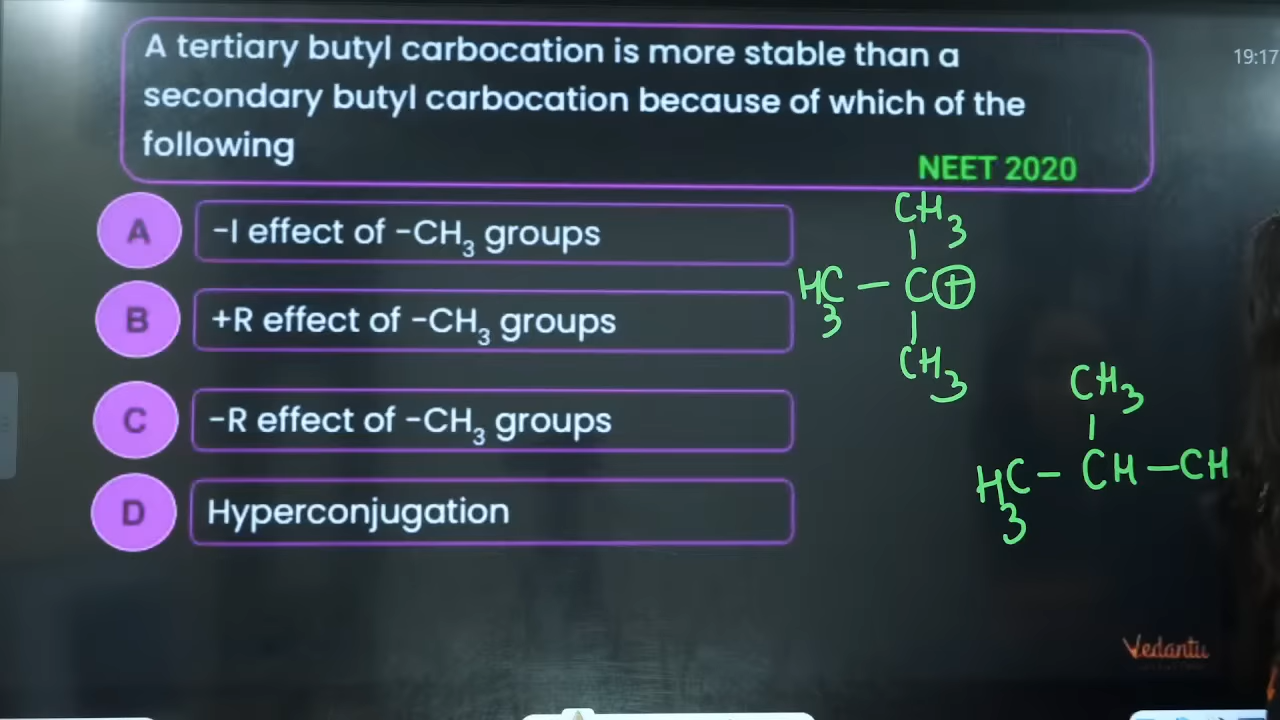 A tertiary butyl carbocation is more stable than a
secondary butyl carbocation because of which of the
following
NEET 2020
19:17
A -I effect of -CH₃ groups
B +R effect of -CH₃ groups
C -R effect of -CH₃ groups
D Hyperconjugation
CH₃
|
H₃C — C⊕
|
CH₃
CH₃
|
H₃C - CH — CH
Vedantu